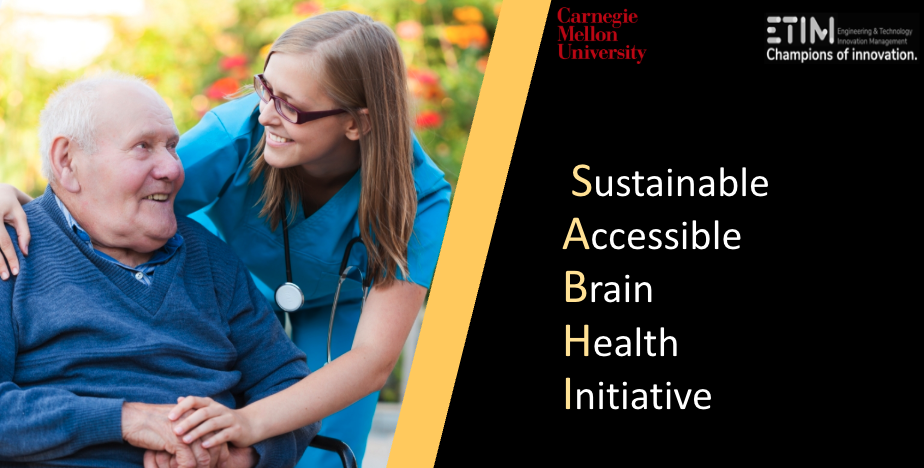 Carnegie
Mellon
University
ETIM Engineering & Technology
Innovation Management
Champions of innovation.
Sustainable
Accessible
Brain
Health
Initiative